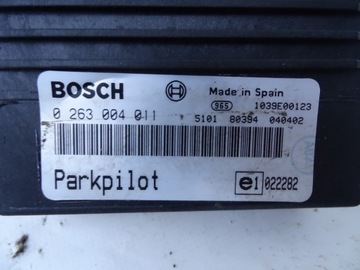 BOSCH
Made in Spain
965 1039E00123
0 263 004 011
5101 80394 040402
Parkpilot
e1 022282